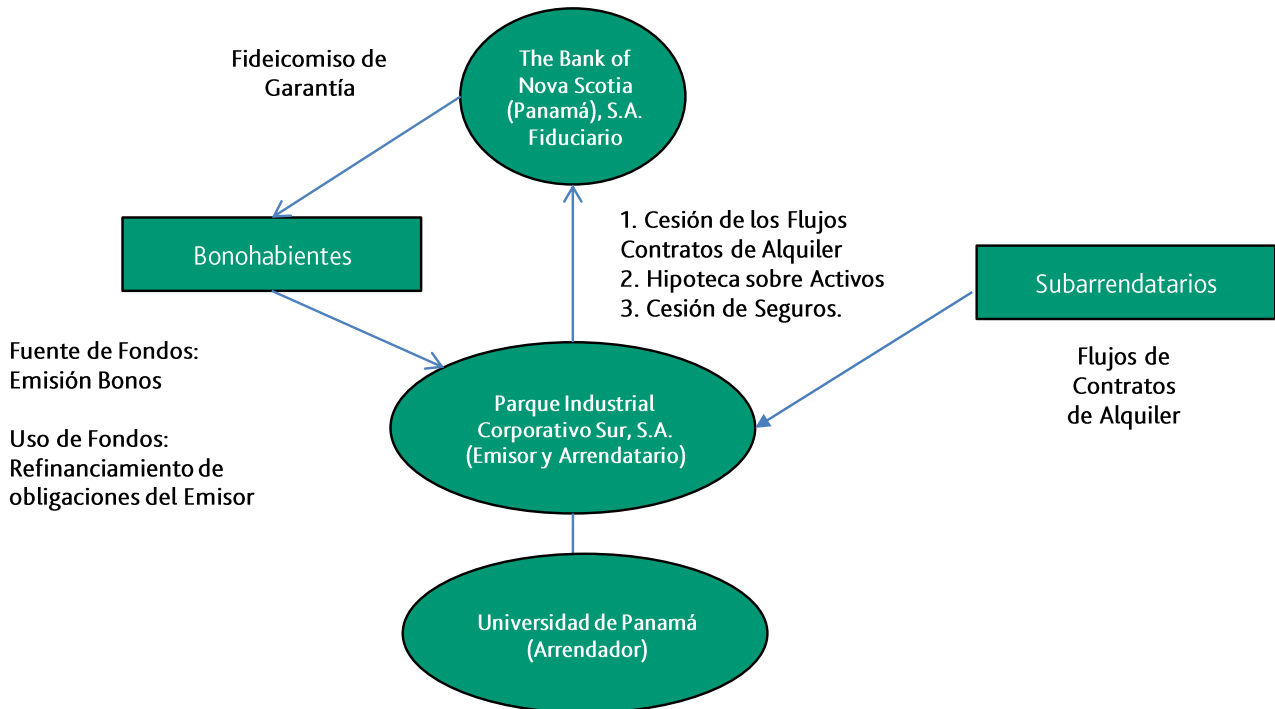 Fideicomiso de
Garantía
The Bank of
Nova Scotia
(Panamá), S.A.
Fiduciario
Bonohabientes
1. Cesión de los Flujos
Contratos de Alquiler
2. Hipoteca sobre Activos
3. Cesión de Seguros.
Subarrendatarios
Fuente de Fondos:
Emisión Bonos
Uso de Fondos:
Refinanciamiento de
obligaciones del Emisor
Parque Industrial
Corporativo Sur, S.A.
(Emisor y Arrendatario)
Flujos de
Contratos
de Alquiler
Universidad de Panamá
(Arrendador)